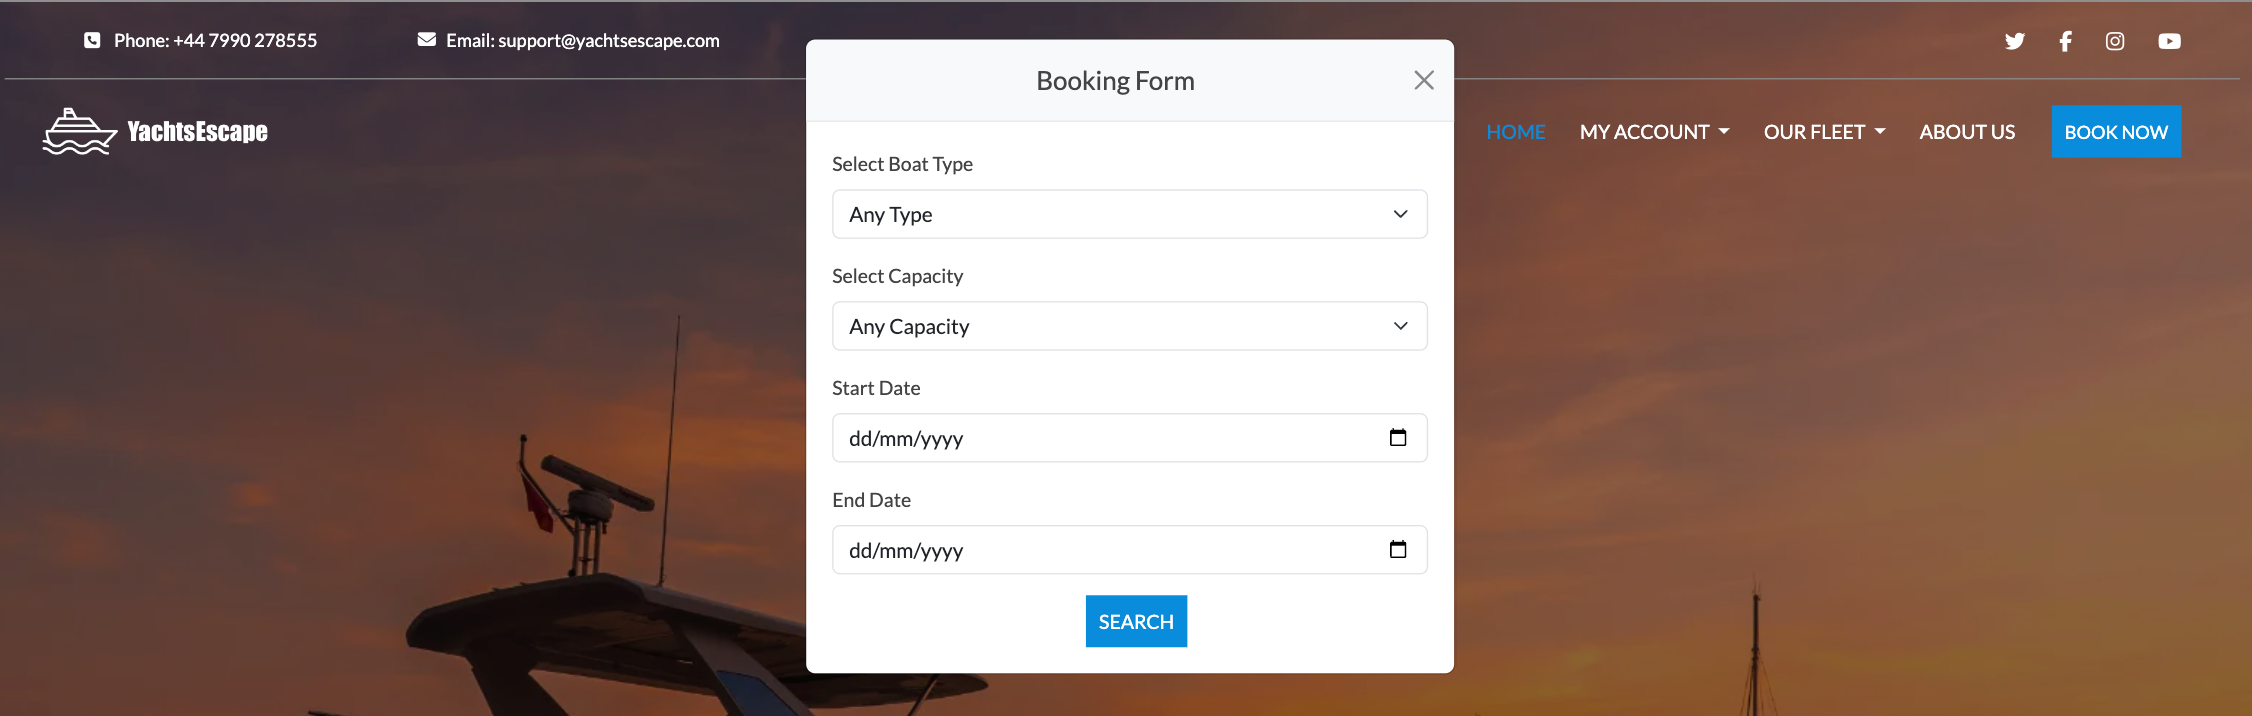 Phone: +44 7990 278555
Email: support@yachtsescape.com
YachtsEscape
HOME
MY ACCOUNT
OUR FLEET
ABOUT US
BOOK NOW
Booking Form
Select Boat Type
Any Type
Select Capacity
Any Capacity
Start Date
dd/mm/yyyy
End Date
dd/mm/yyyy
SEARCH